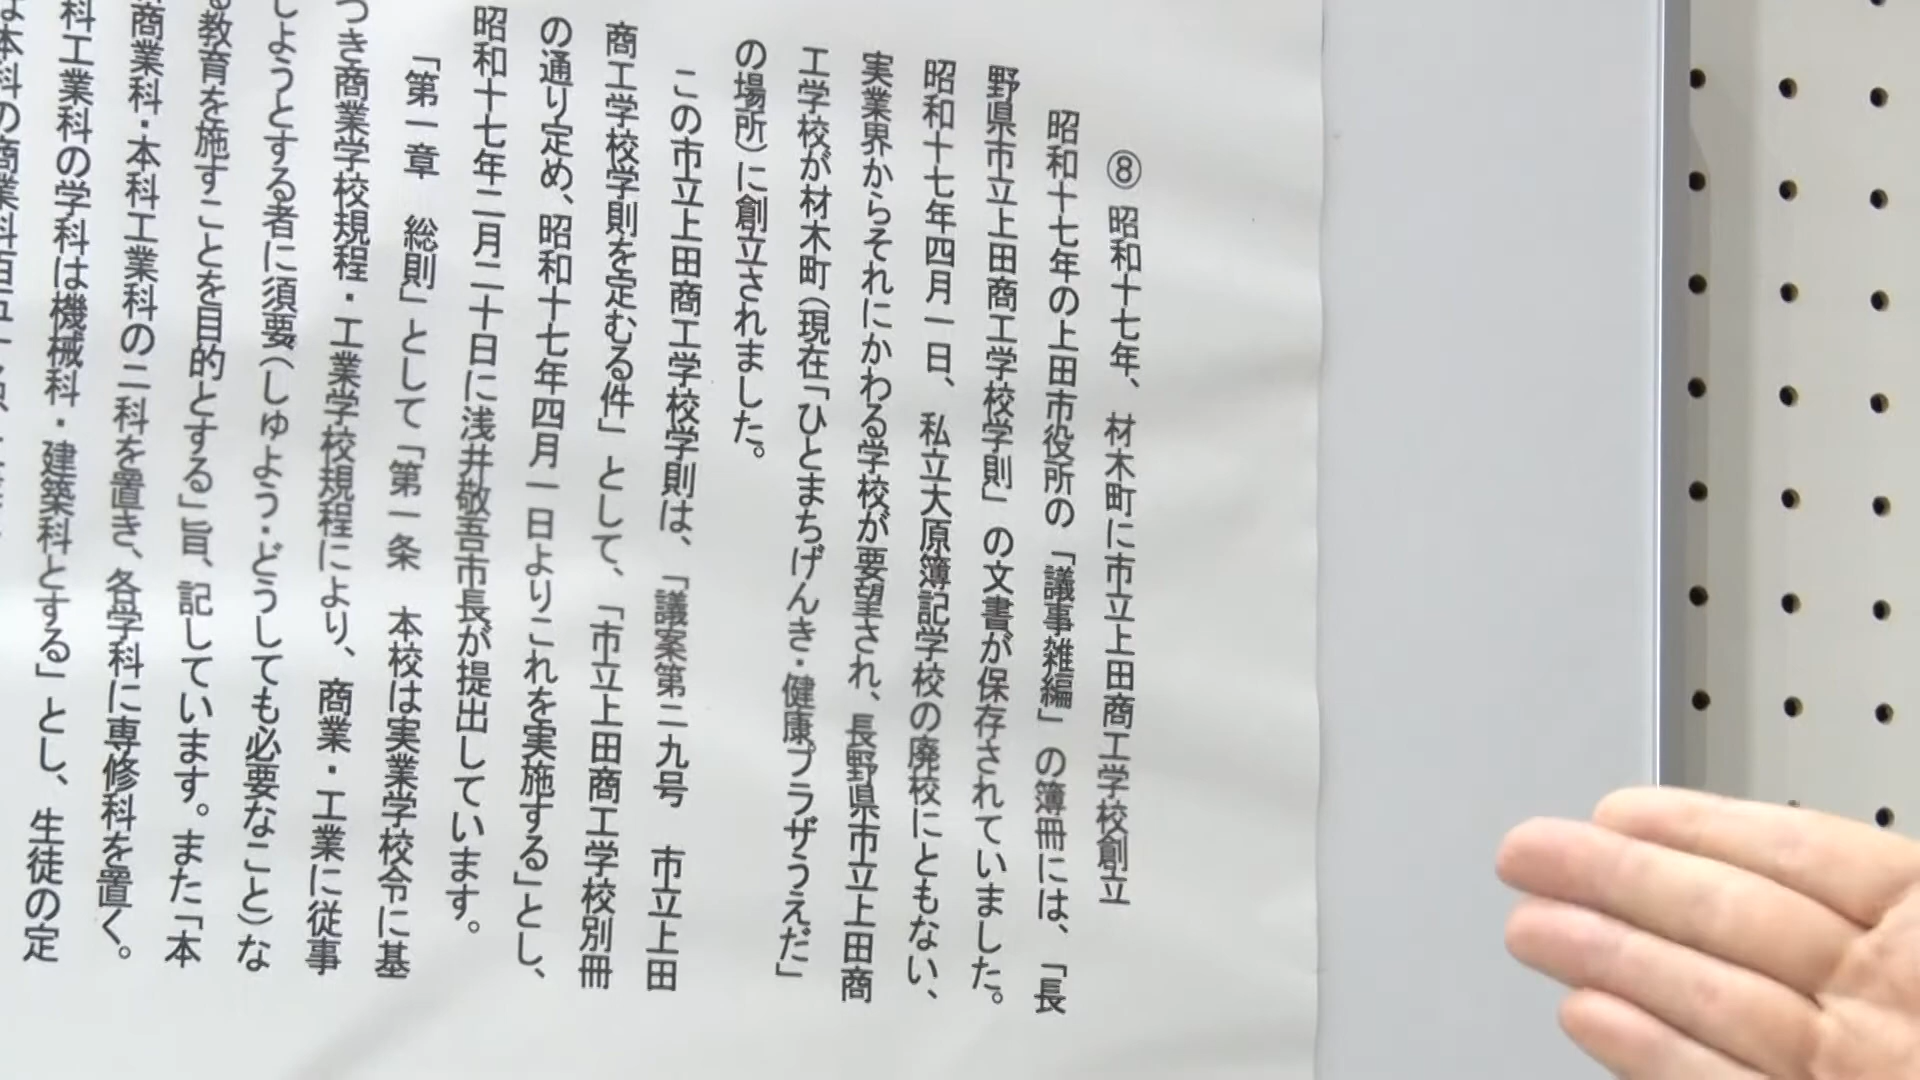 ⑧昭和十七年、材木町に市立上田商工学校創立
昭和十七年の上田市役所の「議事雑編」の簿冊には、「長
野県市立上田商工学校学則」の文書が保存されていました。
昭和十七年四月一日、私立大原簿記学校の廃校にともない、
実業界からそれにかわる学校が要望され、長野県市立上田商
工学校が材木町(現在「ひとまちげんき・健康プラザうえだ」
の場所)に創立されました。
この市立上田商工学校学則は、「議案第二九号　市立上田
商工学校学則を定むる件」として、「市立上田商工学校別冊
の通り定め、昭和十七年四月一日よりこれを実施する」とし、
昭和十七年二月二十日に浅井敬吾市長が提出しています。
「第一章　総則」として「第一条　本校は実業学校令に基
つき商業学校規程・工業学校規程により、商業・工業に従事
しようとする者に須要(しゅよう・どうしても必要なこと)な
る教育を施すことを目的とする」旨、記しています。また「本
商業科・本科工業科の二科を置き、各学科に専修科を置く。
科工業科の学科は機械科・建築科とする」とし、生徒の定
は本科の商業科百五